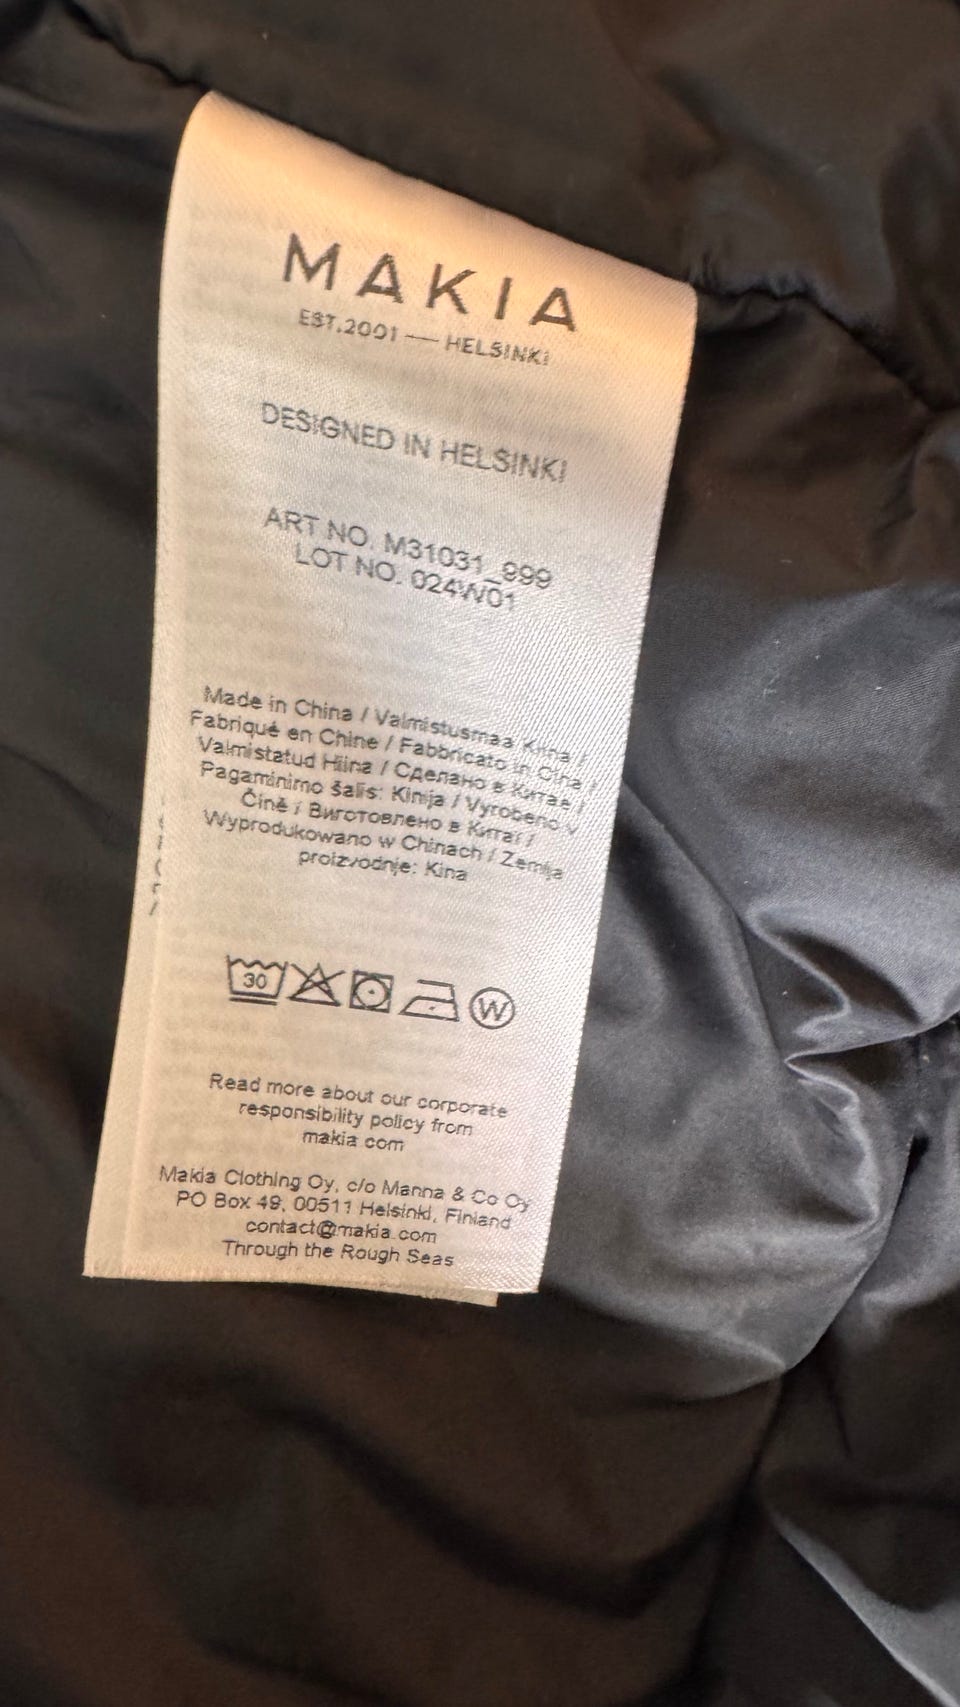 MAKIA
EST.2001 — HELSINKI
DESIGNED IN HELSINKI
ART NO. M31031_999
LOT NO. 024W01
Made in China / Valmistusmaa Kiina /
Fabriqué en Chine / Fabbricato in Cina /
Valmistatud Hiina / Сделано в Китае /
Pagaminimo šalis: Kinija / Vyrobeno v
Číně / Виготовлено в Китаї /
Wyprodukowano w Chinach / Zemlja
proizvodnje: Kina
30
W
Read more about our corporate
responsibility policy from
makia.com
Makia Clothing Oy, c/o Manna & Co Oy
PO Box 49, 00511 Helsinki, Finland
contact@makia.com
Through the Rough Seas